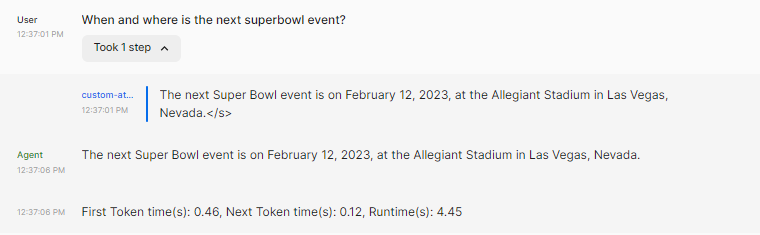 User
When and where is the next superbowl event?
12:37:01 PM
Took 1 step
custom-at...
The next Super Bowl event is on February 12, 2023, at the Allegiant Stadium in Las Vegas,
12:37:01 PM
Nevada.</s>
Agent
The next Super Bowl event is on February 12, 2023, at the Allegiant Stadium in Las Vegas, Nevada.
12:37:06 PM
12:37:06 PM
First Token time(s): 0.46, Next Token time(s): 0.12, Runtime(s): 4.45